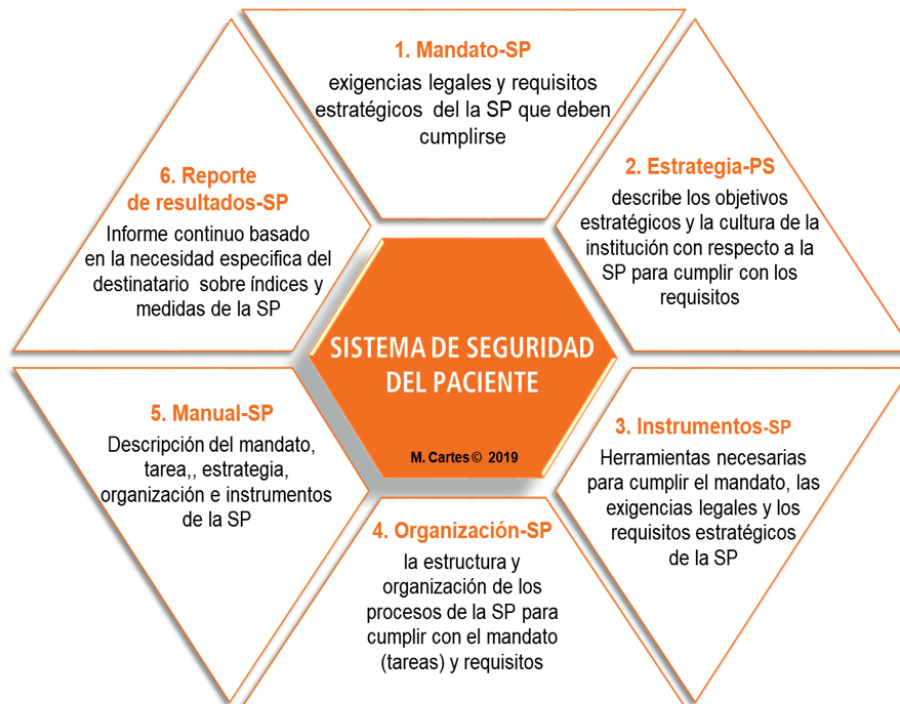 1. Mandato-SP
exigencias legales y requisitos
estratégicos del la SP que deben
cumplirse
2. Estrategia-PS
describe los objetivos
estratégicos y la cultura de la
institución con respecto a la
SP para cumplir con los
requisitos
3. Instrumentos-SP
Herramientas necesarias
para cumplir el mandato, las
exigencias legales y los
requisitos estratégicos
de la SP
4. Organización-SP
la estructura y
organización de los
procesos de la SP para
cumplir con el mandato
(tareas) y requisitos
5. Manual-SP
Descripción del mandato,
tarea,, estrategia,
organización e instrumentos
de la SP
6. Reporte
de resultados-SP
Informe continuo basado
en la necesidad especifica del
destinatario sobre índices y
medidas de la SP
SISTEMA DE SEGURIDAD
DEL PACIENTE
M. Cartes © 2019